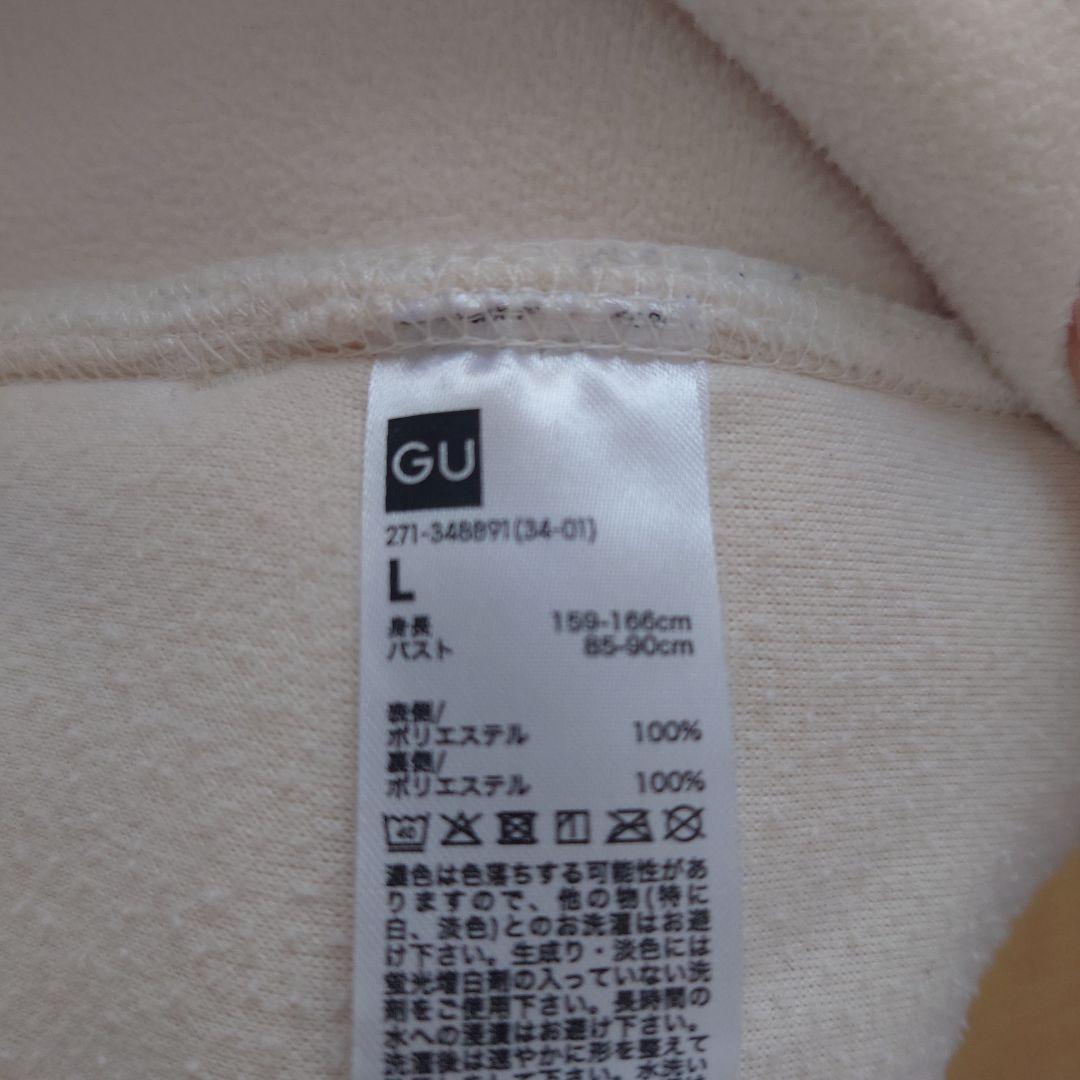 GU
271-348891(34-01)
L
身長 159-166cm
バスト 85-90cm
表側/
ポリエステル 100%
裏側/
ポリエステル 100%
40
濃色は色落ちする可能性があ
りますので、他の物(特に
白、淡色)とのお洗濯はお避
け下さい。生成り・淡色には
蛍光増白剤の入っていない洗
剤をご使用下さい。長時間の
水への浸漬はお避け下さい。
洗濯後は速やかに形を整えて
水洗い